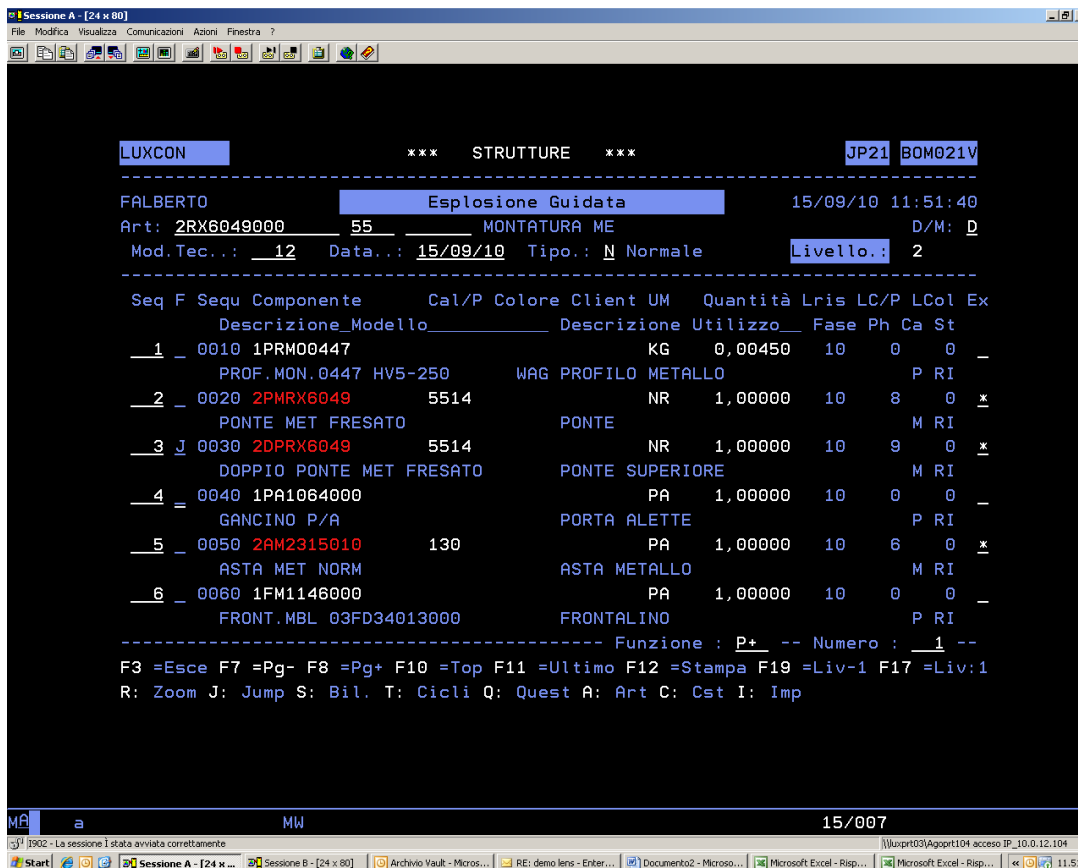 Sessione A - [24 x 80]
File Modifica Visualizza Comunicazioni Azioni Finestra ?
LUXCON *** STRUTTURE *** JP21 BOM021V
--------------------------------------------------------------------------------
FALBERTO Esplosione Guidata 15/09/10 11:51:40
Art: 2RX6049000 55 MONTATURA ME D/M: D
Mod.Tec..: 12 Data..: 15/09/10 Tipo.: N Normale Livello.: 2
--------------------------------------------------------------------------------
Seq F Sequ Componente Cal/P Colore Client UM Quantità Lris LC/P LCol Ex
Descrizione_Modello___________ Descrizione Utilizzo__ Fase Ph Ca St
1 _ 0010 1PRMO0447 KG 0,00450 10 0 0 _
PROF.MON.0447 HV5-250 WAG PROFILO METALLO P RI
2 _ 0020 2PMRX6049 5514 NR 1,00000 10 8 0 *
PONTE MET FRESATO PONTE M RI
3 J 0030 2DPRX6049 5514 NR 1,00000 10 9 0 *
DOPPIO PONTE MET FRESATO PONTE SUPERIORE M RI
4 _ 0040 1PA1064000 PA 1,00000 10 0 0 _
GANCINO P/A PORTA ALETTE P RI
5 _ 0050 2AM2315010 130 PA 1,00000 10 6 0 *
ASTA MET NORM ASTA METALLO M RI
6 _ 0060 1FM1146000 PA 1,00000 10 0 0 _
FRONT.MBL 03FD34013000 FRONTALINO P RI
-------------------------------------------- Funzione : P+ -- Numero : 1 --
F3 =Esce F7 =Pg- F8 =Pg+ F10 =Top F11 =Ultimo F12 =Stampa F19 =Liv-1 F17 =Liv:1
R: Zoom J: Jump S: Bil. T: Cicli Q: Quest A: Art C: Cst I: Imp
MA a MW 15/007
I902 - La sessione Ì stata avviata correttamente \\luxprt03\Agoprt104 acceso IP_10.0.12.104
Start Sessione A - [24 x ... Sessione B - [24 x 80] Archivio Vault - Micros... RE: demo lens - Enter... Documento2 - Microso... Microsoft Excel - Risp... Microsoft Excel - Risp... « 11.5